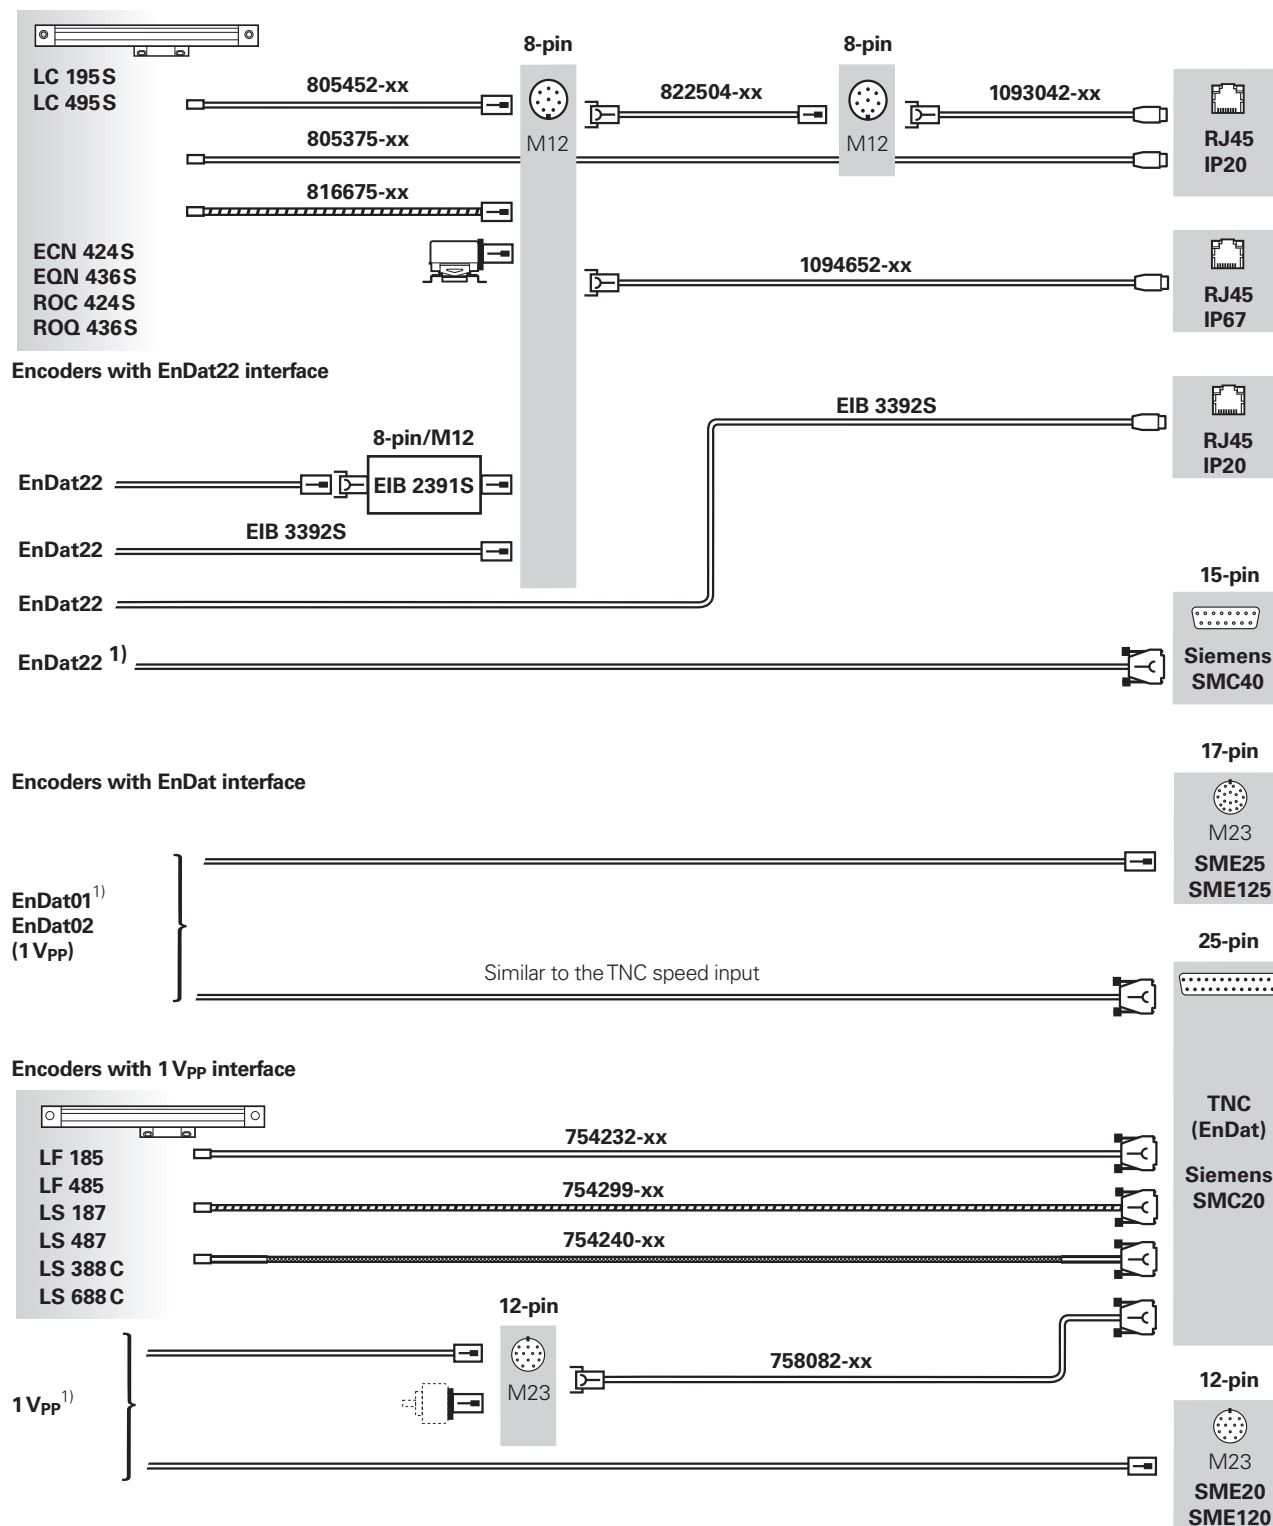 8-pin
8-pin
LC 195 S
LC 495 S
805452-xx
822504-xx
1093042-xx
M12
M12
RJ45
IP20
805375-xx
816675-xx
ECN 424 S
EQN 436 S
ROC 424 S
ROQ 436 S
1094652-xx
RJ45
IP67
Encoders with EnDat22 interface
EIB 3392S
RJ45
IP20
8-pin/M12
EnDat22
EIB 2391S
EIB 3392S
EnDat22
EnDat22
15-pin
EnDat22 1)
Siemens
SMC40
17-pin
Encoders with EnDat interface
M23
SME25
SME125
EnDat01 1)
EnDat02
(1 VPP)
25-pin
Similar to the TNC speed input
Encoders with 1 VPP interface
TNC
(EnDat)
Siemens
SMC20
LF 185
LF 485
LS 187
LS 487
LS 388 C
LS 688 C
754232-xx
754299-xx
754240-xx
12-pin
M23
758082-xx
1 VPP 1)
12-pin
M23
SME20
SME120